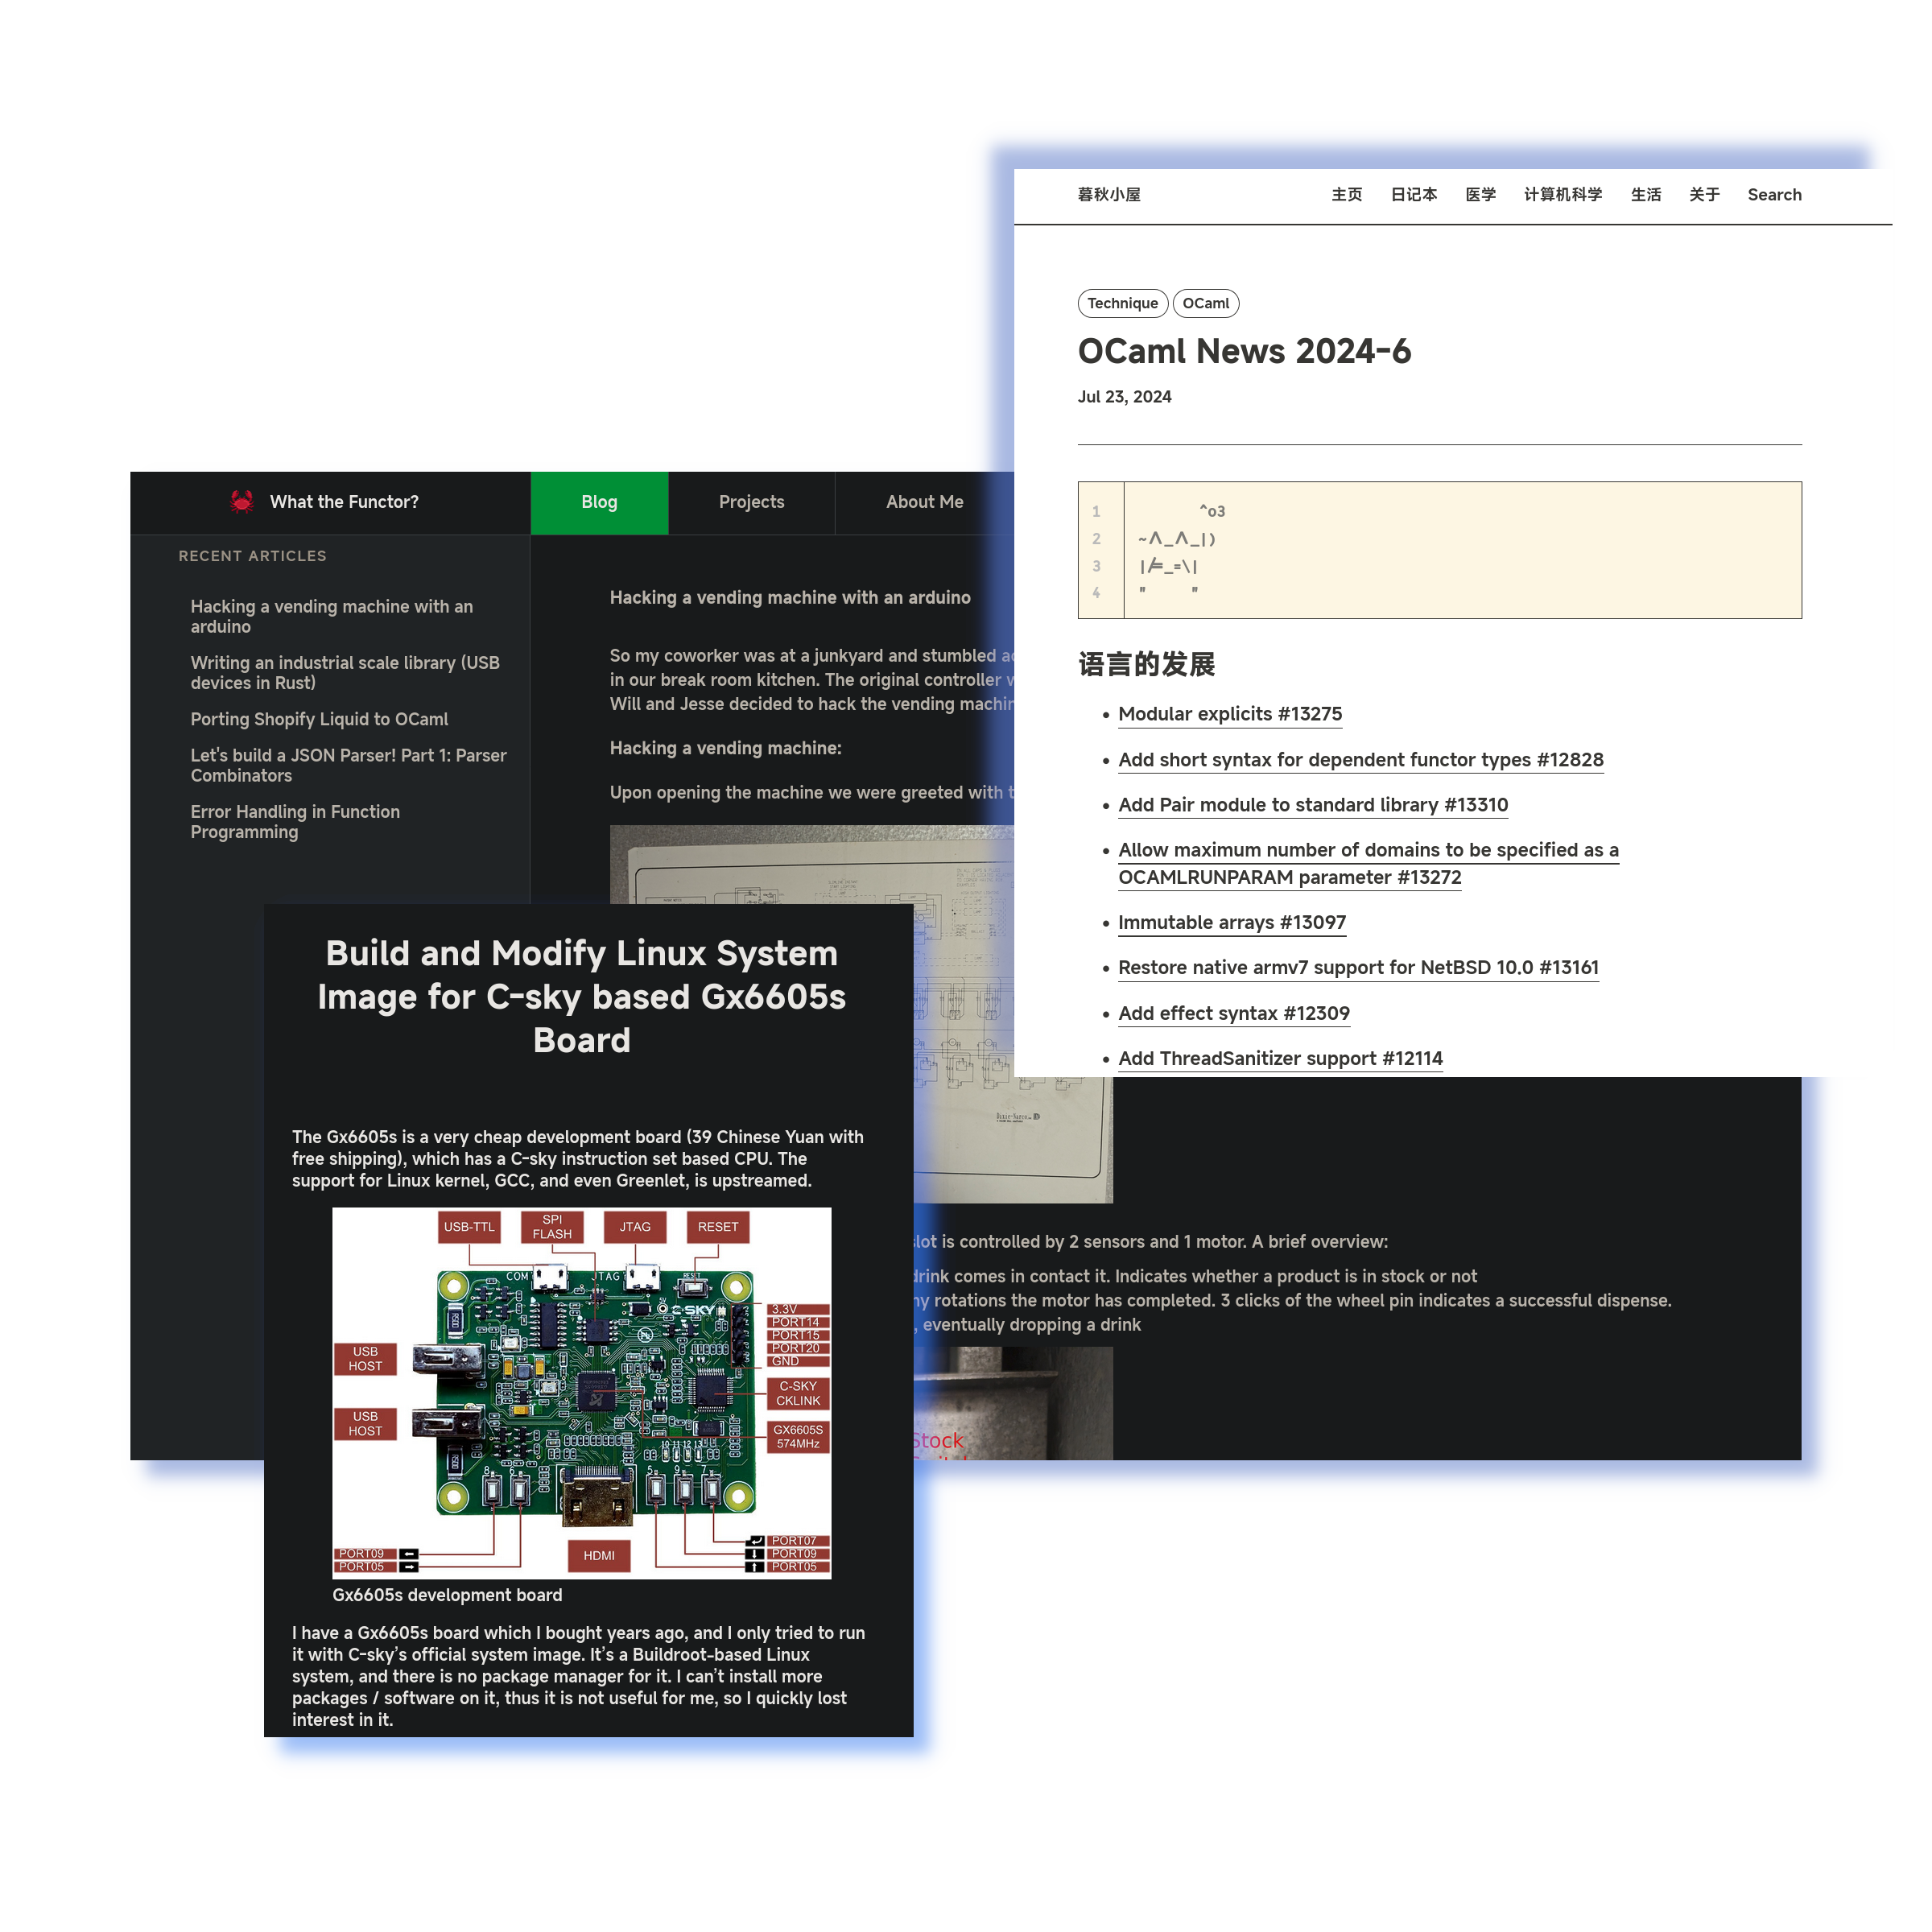 暮秋小屋 主页 日记本 医学 计算机科学 生活 关于 Search
Technique OCaml
OCaml News 2024-6
Jul 23, 2024
1 ^o3
2 ~/\_/\_|)
3 |/=_=\|
4 " "
语言的发展
• Modular explicits #13275
• Add short syntax for dependent functor types #12828
• Add Pair module to standard library #13310
• Allow maximum number of domains to be specified as a
OCAMLRUNPARAM parameter #13272
• Immutable arrays #13097
• Restore native armv7 support for NetBSD 10.0 #13161
• Add effect syntax #12309
• Add ThreadSanitizer support #12114
What the Functor? Blog Projects About Me
RECENT ARTICLES
Hacking a vending machine with an
arduino
Writing an industrial scale library (USB
devices in Rust)
Porting Shopify Liquid to OCaml
Let's build a JSON Parser! Part 1: Parser
Combinators
Error Handling in Function
Programming
Hacking a vending machine with an arduino
So my coworker was at a junkyard and stumbled
in our break room kitchen. The original controller
Will and Jesse decided to hack the vending
Hacking a vending machine:
Upon opening the machine we were greeted with
slot is controlled by 2 sensors and 1 motor. A brief overview:
drink comes in contact it. Indicates whether a product is in stock or not
rotations the motor has completed. 3 clicks of the wheel pin indicates a successful dispense.
, eventually dropping a drink
Stock
Build and Modify Linux System
Image for C-sky based Gx6605s
Board
The Gx6605s is a very cheap development board (39 Chinese Yuan with
free shipping), which has a C-sky instruction set based CPU. The
support for Linux kernel, GCC, and even Greenlet, is upstreamed.
USB-TTL
SPI
FLASH
JTAG
RESET
COM
JTAG
C-SKY
3.3V
PORT14
PORT15
PORT20
GND
USB
HOST
C-SKY
CKLINK
USB
HOST
GX6605S
574MHz
10 11 12 13
8 6 5 9 7
PORT07
PORT09
PORT05
HDMI
PORT09
PORT05
Gx6605s development board
I have a Gx6605s board which I bought years ago, and I only tried to run
it with C-sky’s official system image. It’s a Buildroot-based Linux
system, and there is no package manager for it. I can’t install more
packages / software on it, thus it is not useful for me, so I quickly lost
interest in it.